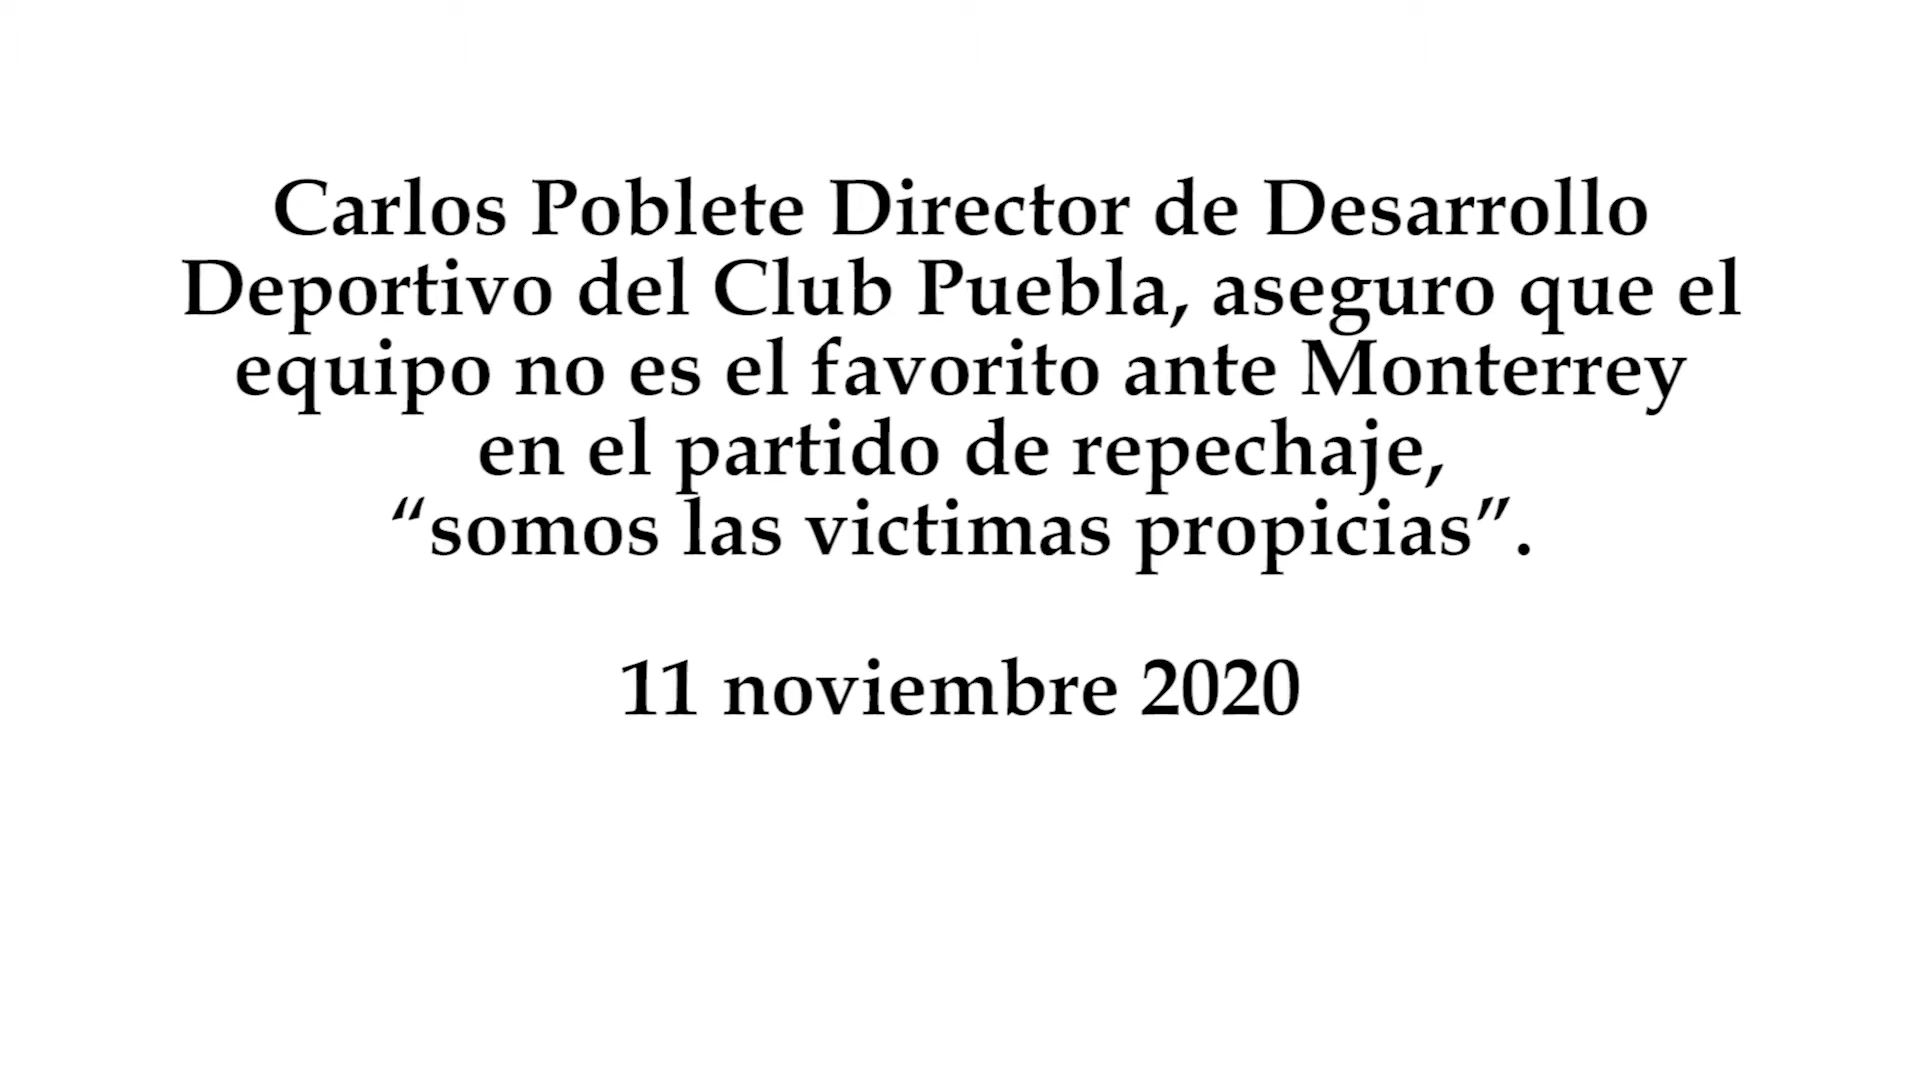 Carlos Poblete Director de Desarrollo
Deportivo del Club Puebla, aseguro que el
equipo no es el favorito ante Monterrey
en el partido de repechaje,
“somos las victimas propicias”.
11 noviembre 2020